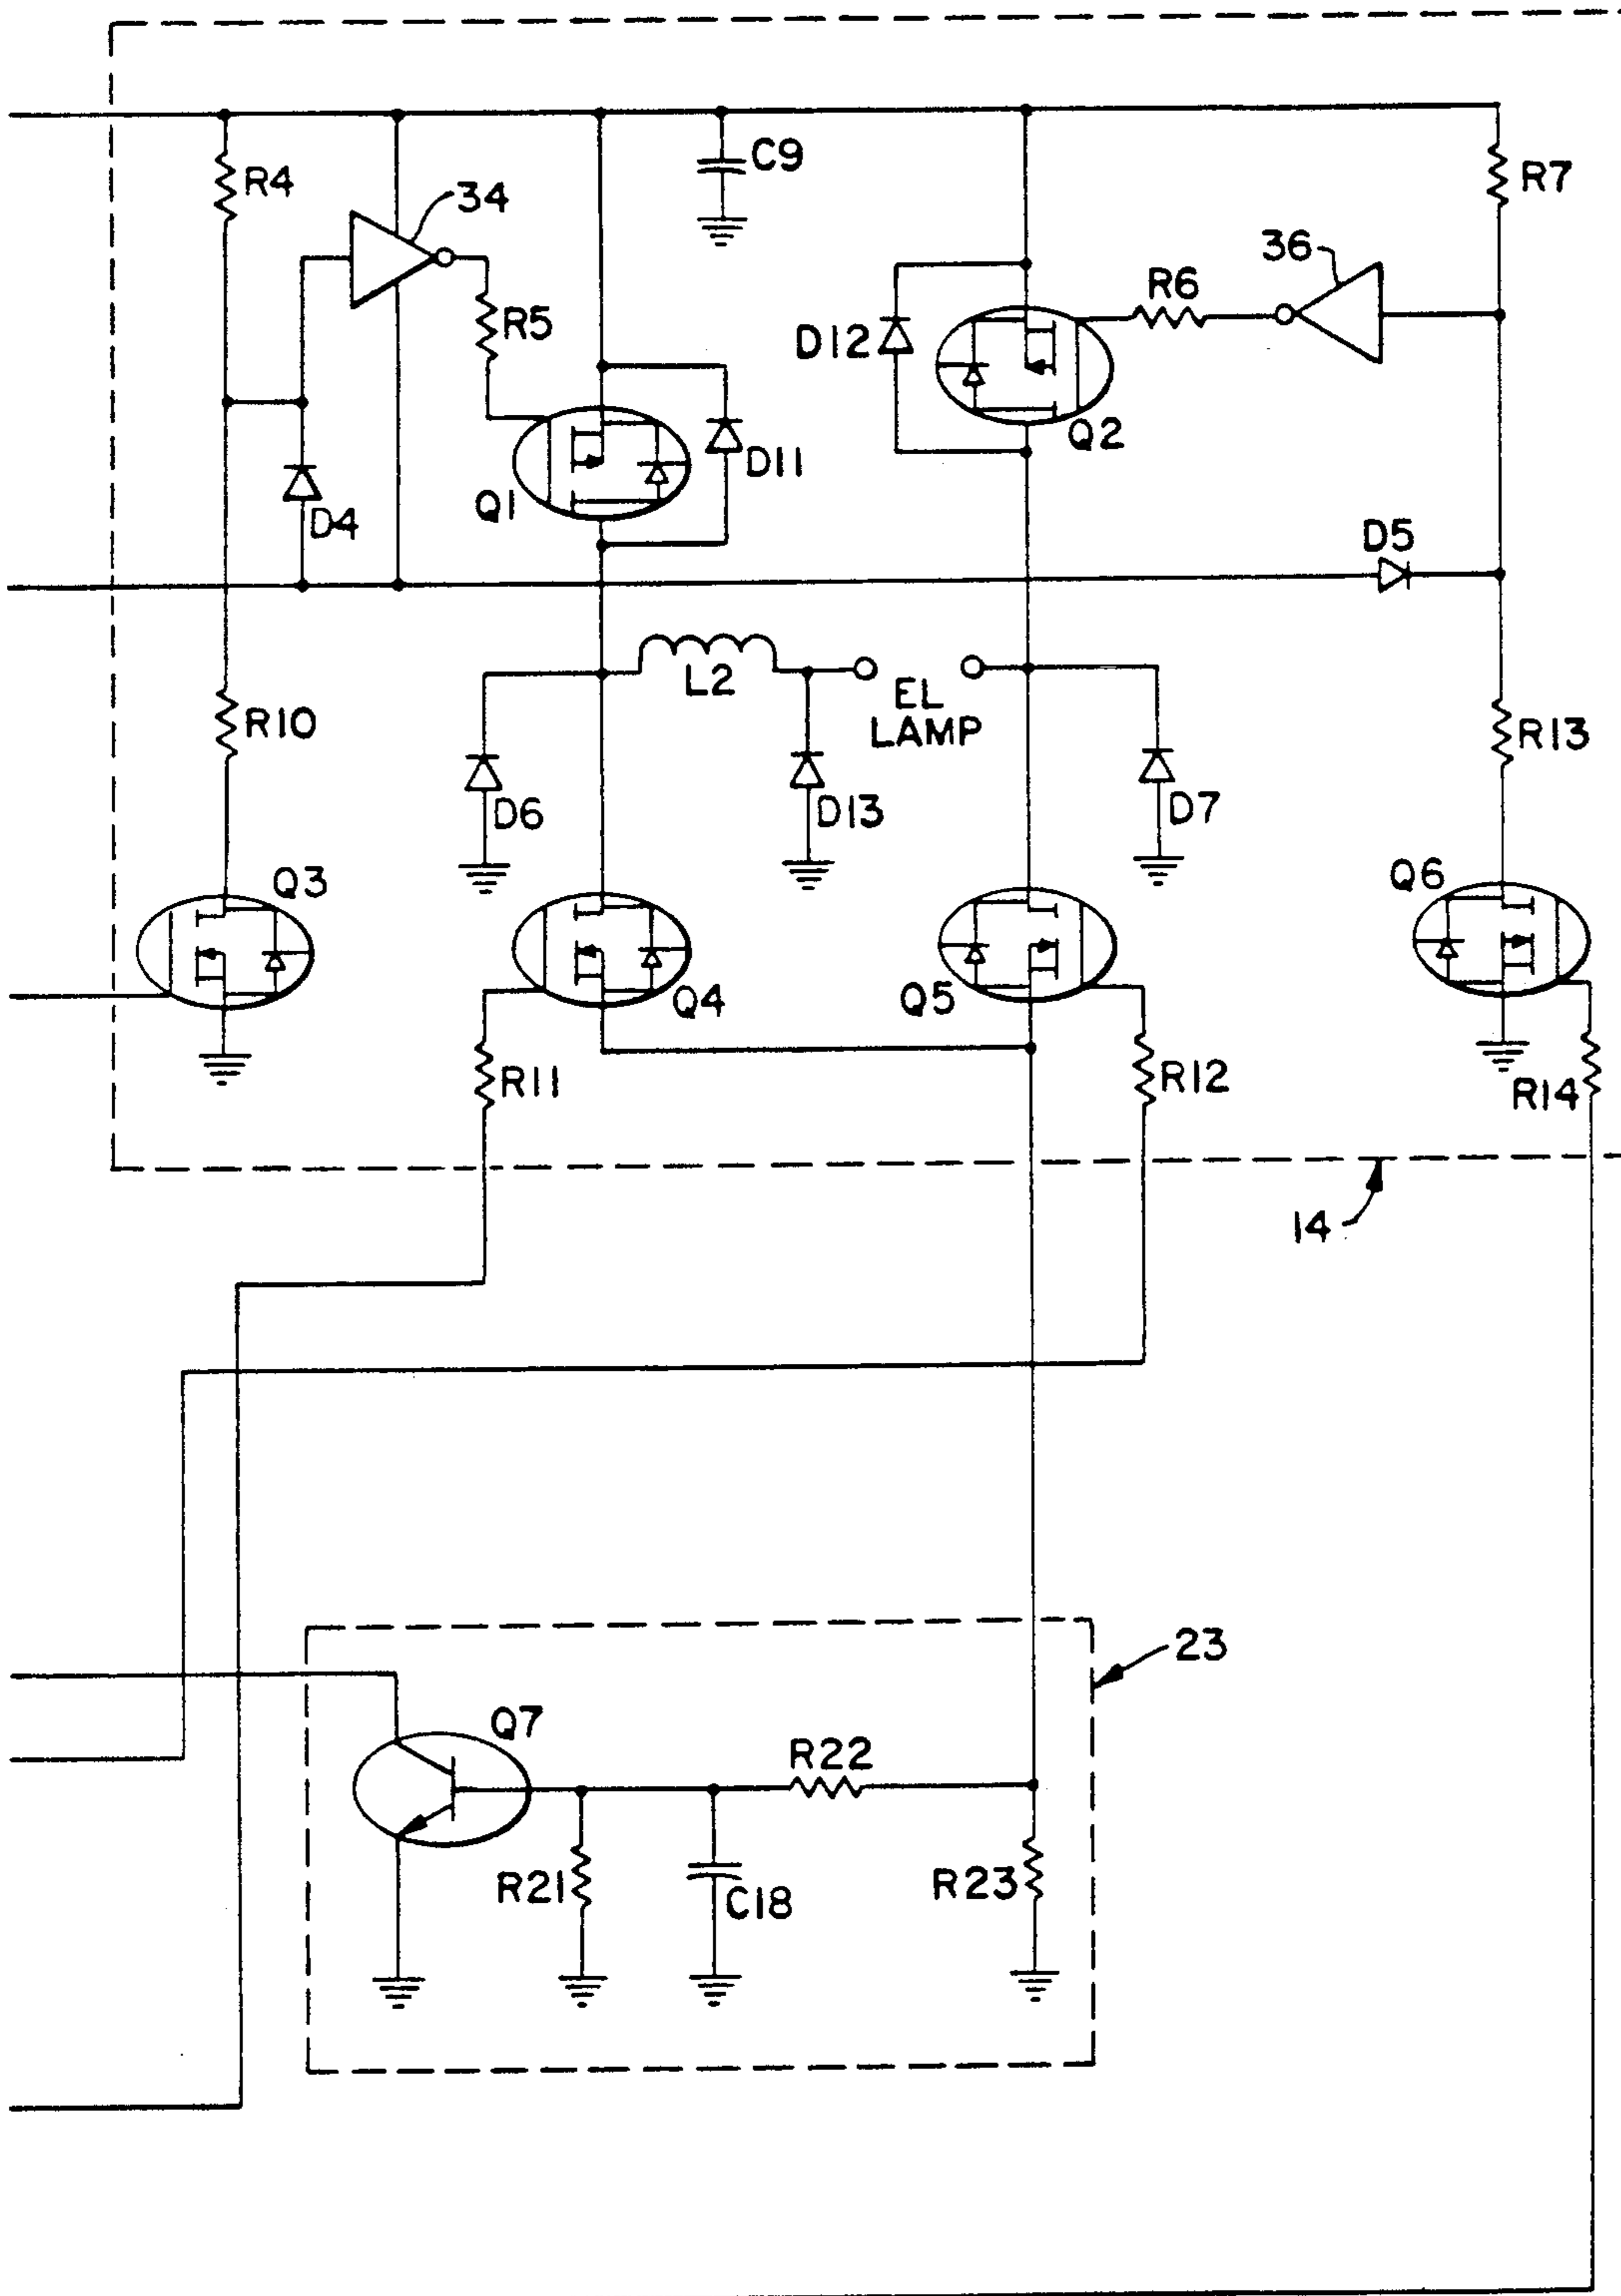 R4
34
C9
R7
R5
36
R6
D12
Q2
D11
Q1
D4
D5
L2
EL
LAMP
R10
D6
D13
D7
R13
Q3
Q4
Q5
Q6
R11
R12
R14
14
23
Q7
R22
R21
C18
R23